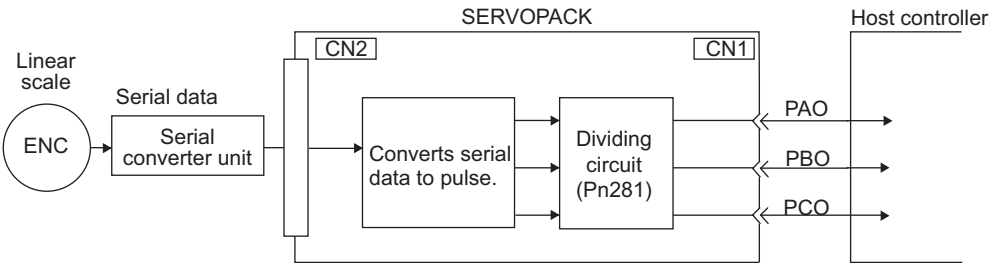 SERVOPACK
Host controller
CN2
CN1
Linear
scale
Serial data
ENC
Serial
converter unit
Converts serial
data to pulse.
Dividing
circuit
(Pn281)
PAO
PBO
PCO